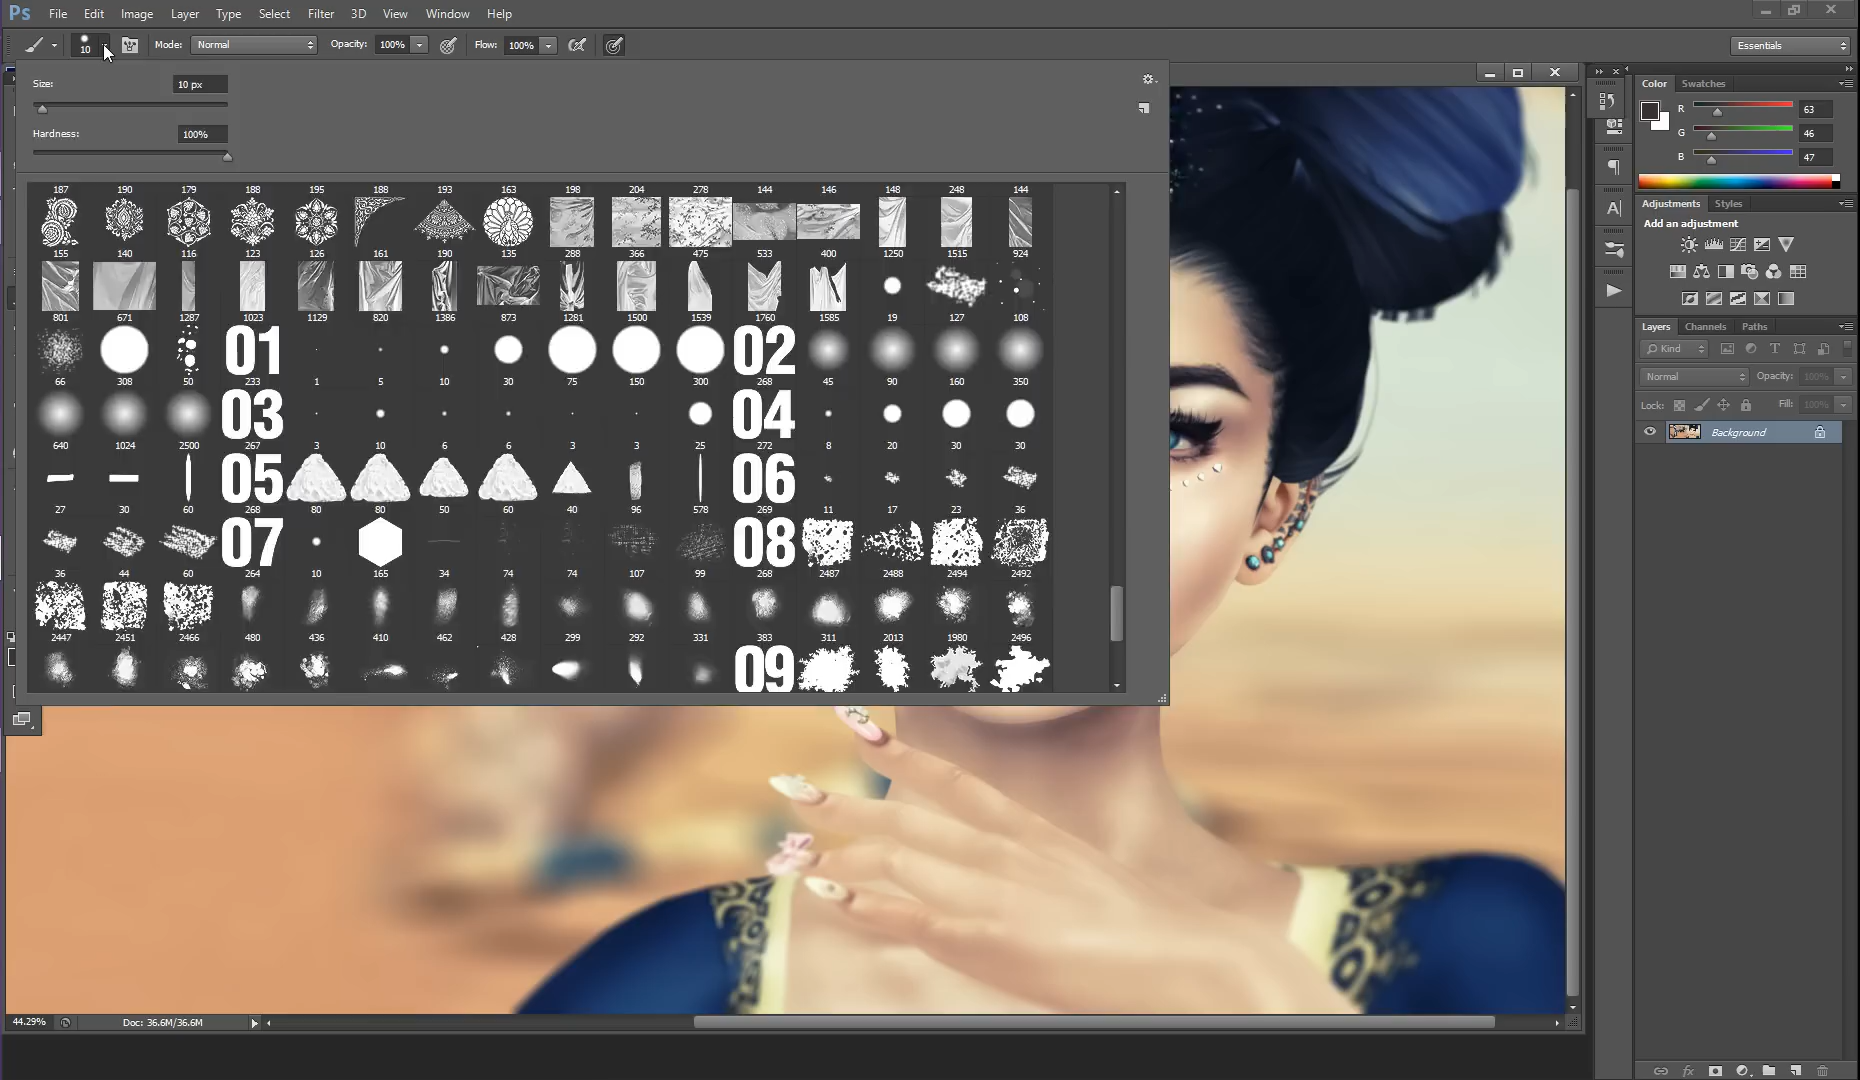 Ps File Edit Image Layer Type Select Filter 3D View Window Help
10 Mode: Normal Opacity: 100% Flow: 100% Essentials
Size: 10 px
Hardness: 100%
187 190 179 188 195 188 193 163 198 204 278 144 146 148 248 144
155 140 116 123 126 161 190 135 288 366 475 533 400 1250 1515 924
801 671 1287 1023 1129 820 1386 873 1281 1500 1539 1760 1585 19 127 108
01 02
66 308 50 233 1 5 10 30 75 150 300 268 45 90 160 350
03 04
640 1024 2500 267 3 10 6 6 3 3 25 272 8 20 30 30
05 06
27 30 60 268 80 80 50 60 40 96 578 269 11 17 23 36
07 08
36 44 60 264 10 165 34 74 74 107 99 268 2487 2488 2494 2492
2447 2451 2466 480 436 410 462 428 299 292 331 383 311 2013 1980 2496
09
Color Swatches
R 63
G 46
B 47
Adjustments Styles
Add an adjustment
Layers Channels Paths
Kind
Normal Opacity: 100%
Lock: Fill: 100%
Background
44.29% Doc: 36.6M/36.6M
fx